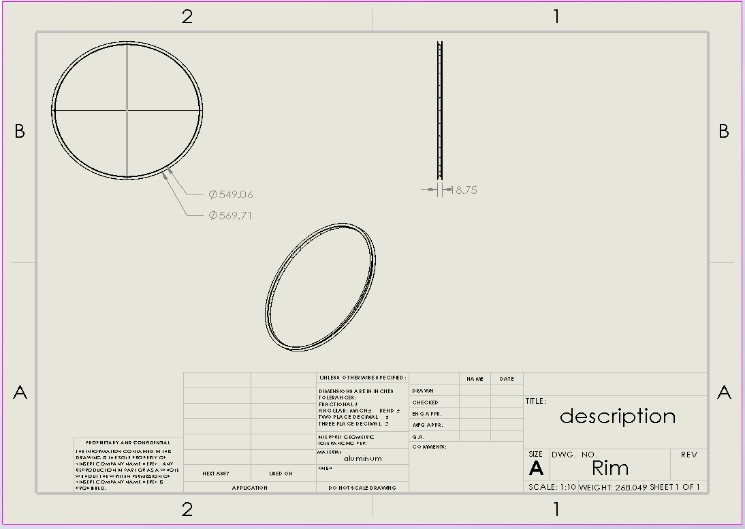 2 1
B B
Ø549.06
Ø569.71
18.75
A A
UNLESS OTHERWISE SPECIFIED:
NAME DATE
DIMENSIONS ARE IN INCHES
TOLERANCES:
FRACTIONAL ±
ANGULAR: MACH± BEND ±
TWO PLACE DECIMAL ±
THREE PLACE DECIMAL ±
DRAWN
CHECKED
ENG APPR.
MFG APPR.
Q.A.
COMMENTS:
TITLE:
description
INTERPRET GEOMETRIC
TOLERANCING PER:
MATERIAL
aluminum
FINISH
PROPRIETARY AND CONFIDENTIAL
THE INFORMATION CONTAINED IN THIS
DRAWING IS THE SOLE PROPERTY OF
<INSERT COMPANY NAME HERE>. ANY
REPRODUCTION IN PART OR AS A WHOLE
WITHOUT THE WRITTEN PERMISSION OF
<INSERT COMPANY NAME HERE> IS
PROHIBITED.
NEXT ASSY USED ON
APPLICATION
DO NOT SCALE DRAWING
SIZE DWG. NO. REV
A Rim
SCALE: 1:10 WEIGHT: 268.049 SHEET 1 OF 1
2 1